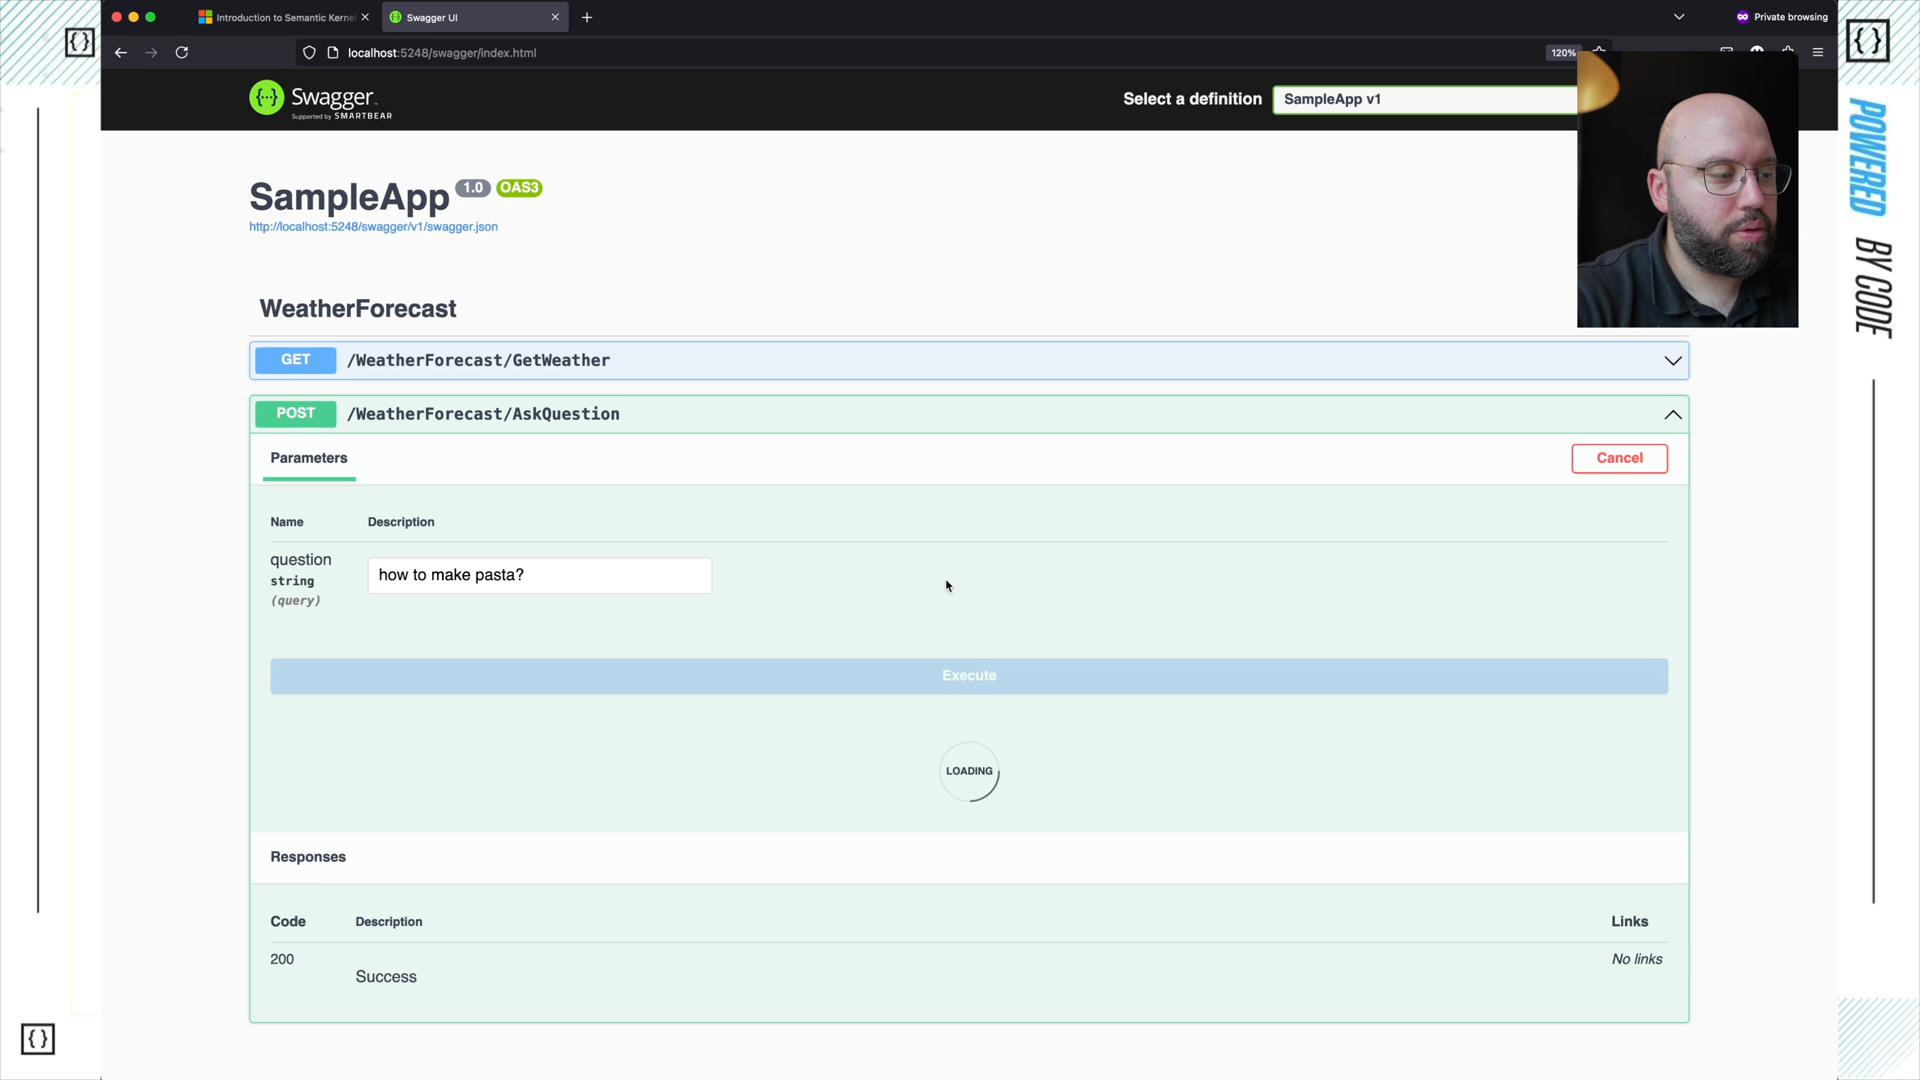 Introduction to Semantic Kerne
Swagger UI
Private browsing
localhost:5248/swagger/index.html
120%
{ }
{ }
Swagger
Supported by SMARTBEAR
Select a definition
SampleApp v1
POWERED BY CODE
SampleApp 1.0 OAS3
http://localhost:5248/swagger/v1/swagger.json
WeatherForecast
GET /WeatherForecast/GetWeather
POST /WeatherForecast/AskQuestion
Parameters
Cancel
Name Description
question
string
(query)
how to make pasta?
Execute
LOADING
Responses
Code Description Links
200 No links
Success
{ }